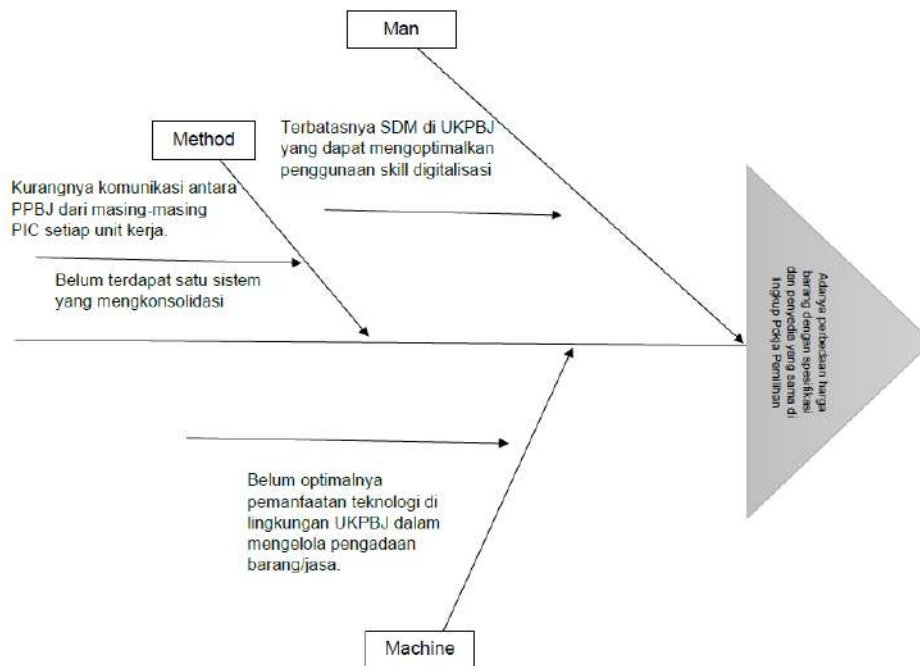 Man
Method
Terbatasnya SDM di UKPBJ
yang dapat mengoptimalkan
penggunaan skill digitalisasi
Kurangnya komunikasi antara
PPBJ dari masing-masing
PIC setiap unit kerja.
Belum terdapat satu sistem
yang mengkonsolidasi
Adanya perbedaan harga
barang dengan spesifikasi
dan penyedia yang sama di
lingkup Pokja Pemilihan
Belum optimalnya
pemanfaatan teknologi di
lingkungan UKPBJ dalam
mengelola pengadaan
barang/jasa.
Machine